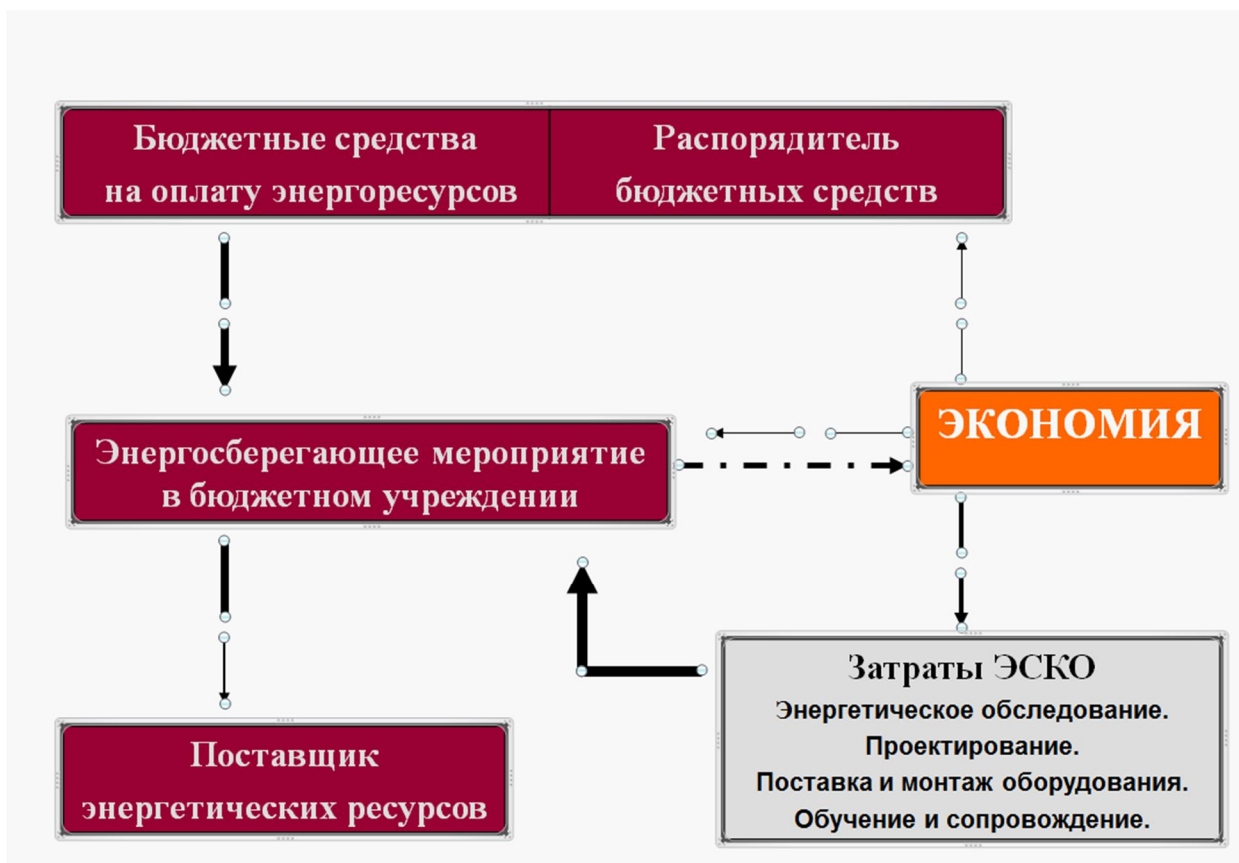 Бюджетные средства
на оплату энергоресурсов
Распорядитель
бюджетных средств
Энергосберегающее мероприятие
в бюджетном учреждении
ЭКОНОМИЯ
Затраты ЭСКО
Энергетическое обследование.
Проектирование.
Поставка и монтаж оборудования.
Обучение и сопровождение.
Поставщик
энергетических ресурсов